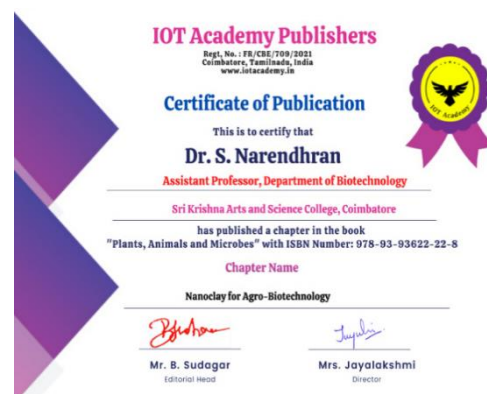 IOT Academy Publishers
Regt, No. : FR/CBE/709/2021
Coimbatore, Tamilnadu, India
www.iotacademy.in
Certificate of Publication
This is to certify that
Dr. S. Narendhran
Assistant Professor, Department of Biotechnology
Sri Krishna Arts and Science College, Coimbatore
has published a chapter in the book
"Plants, Animals and Microbes" with ISBN Number: 978-93-93622-22-8
Chapter Name
Nanoclay for Agro-Biotechnology
Mr. B. Sudagar
Editorial Head
Mrs. Jayalakshmi
Director
IOT Academy